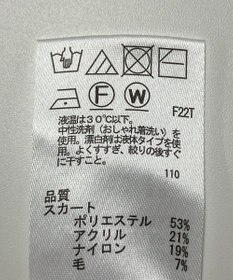 F W F22T
液温は30℃以下。
中性洗剤(おしゃれ着洗い)を
使用。漂白剤は液体タイプを使
用。よくすすぎ、絞りの後すぐ
に干すこと。
110
品質
スカート
ポリエステル 53%
アクリル 21%
ナイロン 19%
毛 7%